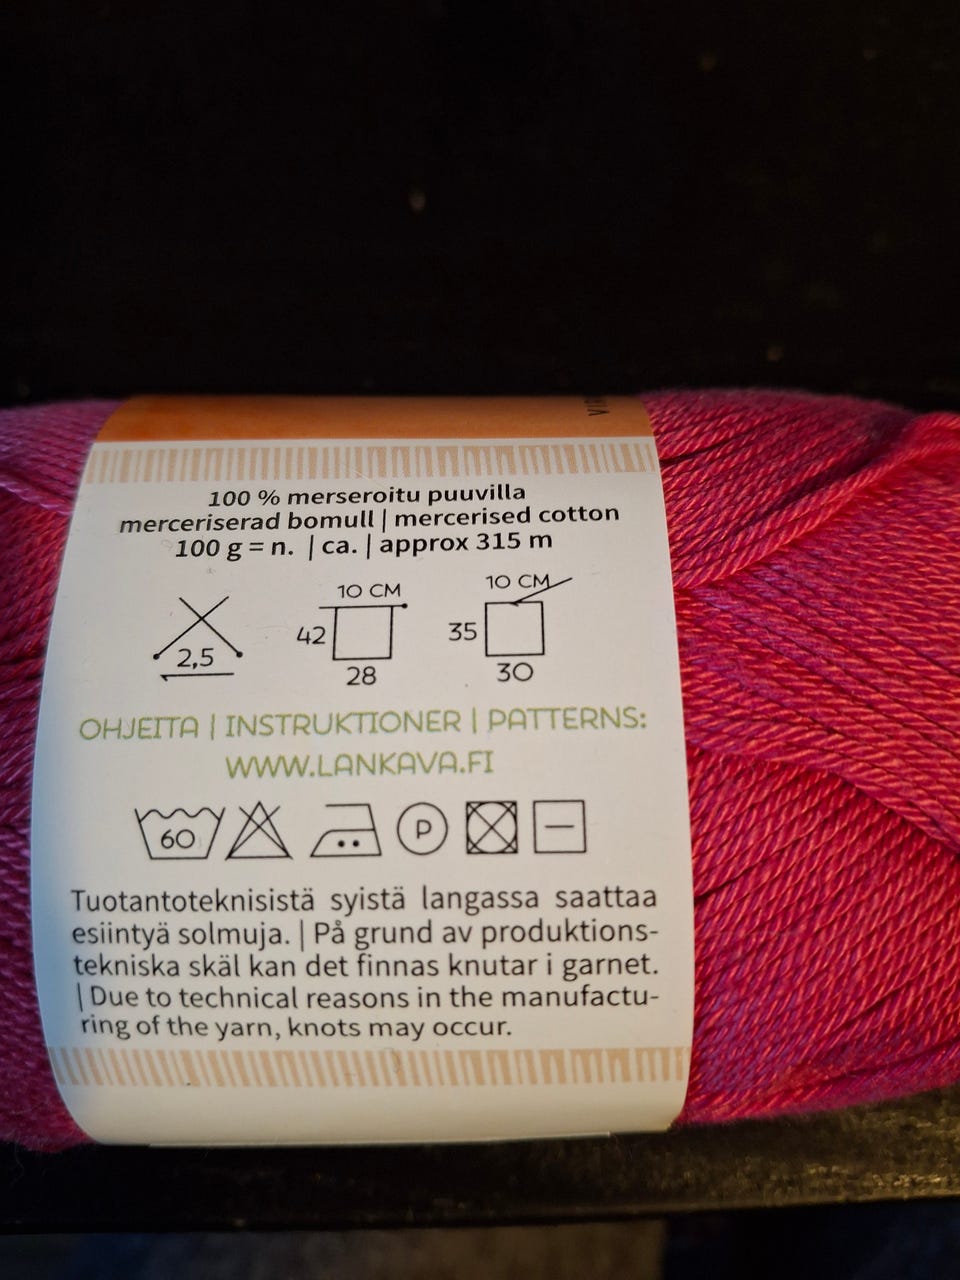 100 % merseroitu puuvilla
merceriserad bomull | mercerised cotton
100 g = n. | ca. | approx 315 m
2,5
10 CM
42
28
10 CM
35
30
OHJEITA | INSTRUKTIONER | PATTERNS:
WWW.LANKAVA.FI
60
P
Tuotantoteknisistä syistä langassa saattaa
esiintyä solmuja. | På grund av produktions-
tekniska skäl kan det finnas knutar i garnet.
| Due to technical reasons in the manufactu-
ring of the yarn, knots may occur.